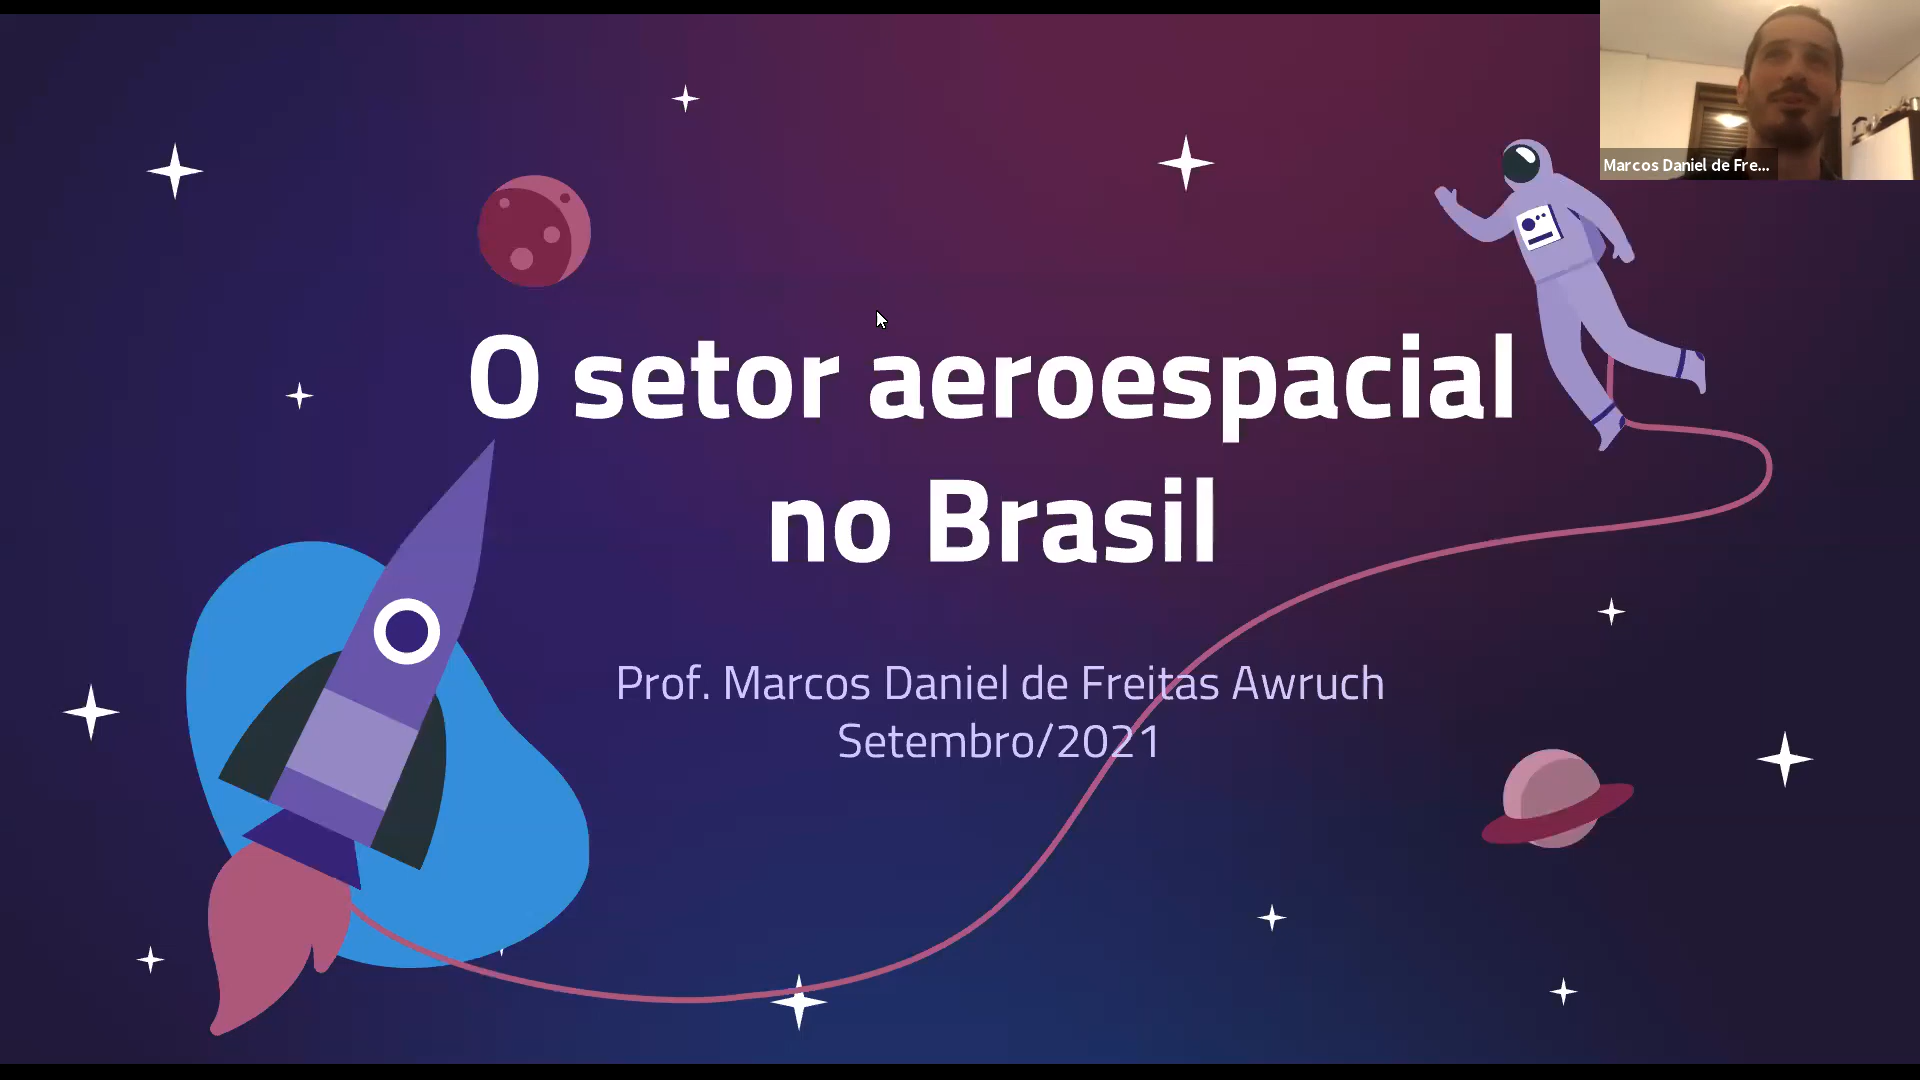 Marcos Daniel de Fre...
O setor aeroespacial
no Brasil
Prof. Marcos Daniel de Freitas Awruch
Setembro/2021